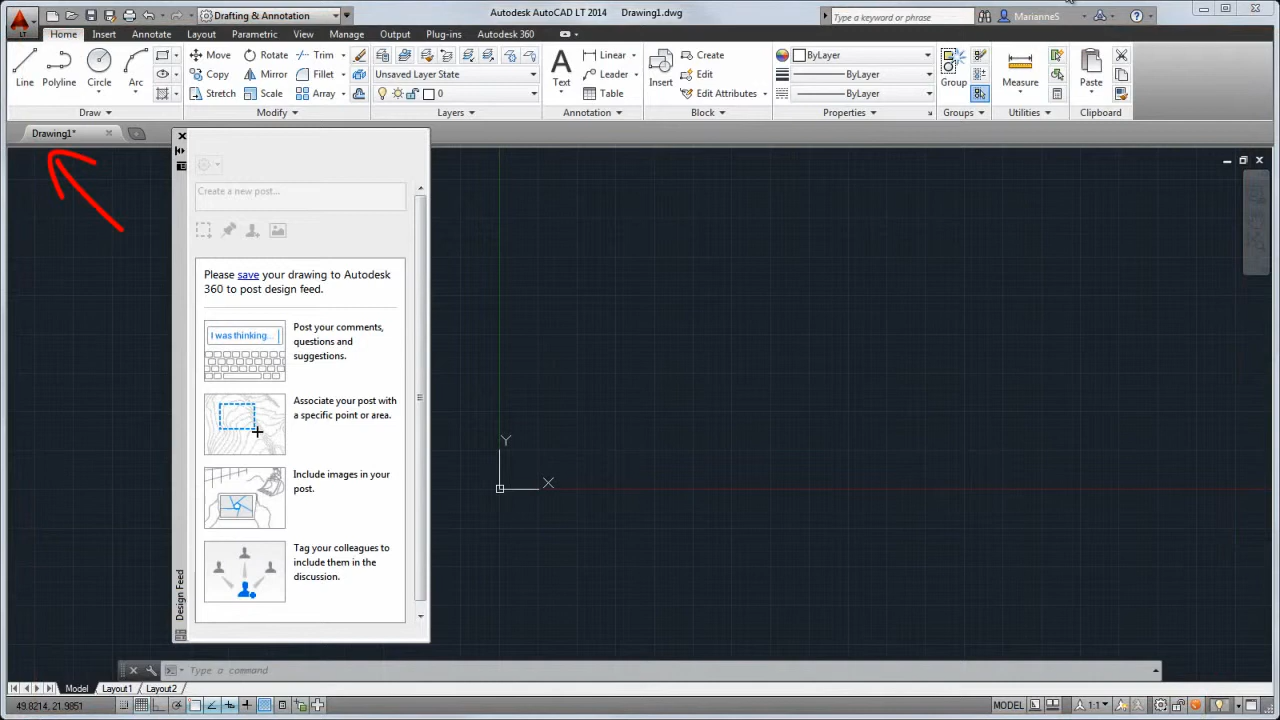 Drafting & Annotation
Autodesk AutoCAD LT 2014 Drawing1.dwg
Type a keyword or phrase
MarianneS
LT
Home Insert Annotate Layout Parametric View Manage Output Plug-ins Autodesk 360
Line Polyline Circle Arc
Move Rotate Trim
Copy Mirror Fillet
Stretch Scale Array
Unsaved Layer State
0
Text
Linear
Leader
Table
Insert
Create
Edit
Edit Attributes
ByLayer
ByLayer
ByLayer
Group
Measure
Paste
Draw Modify Layers Annotation Block Properties Groups Utilities Clipboard
Drawing1*
Create a new post...
Please save your drawing to Autodesk
360 to post design feed.
I was thinking...
Post your comments,
questions and
suggestions.
Associate your post with
a specific point or area.
Include images in your
post.
Tag your colleagues to
include them in the
discussion.
Design Feed
Y
X
Type a command
Model Layout1 Layout2
49.8214, 21.9851
MODEL
1:1